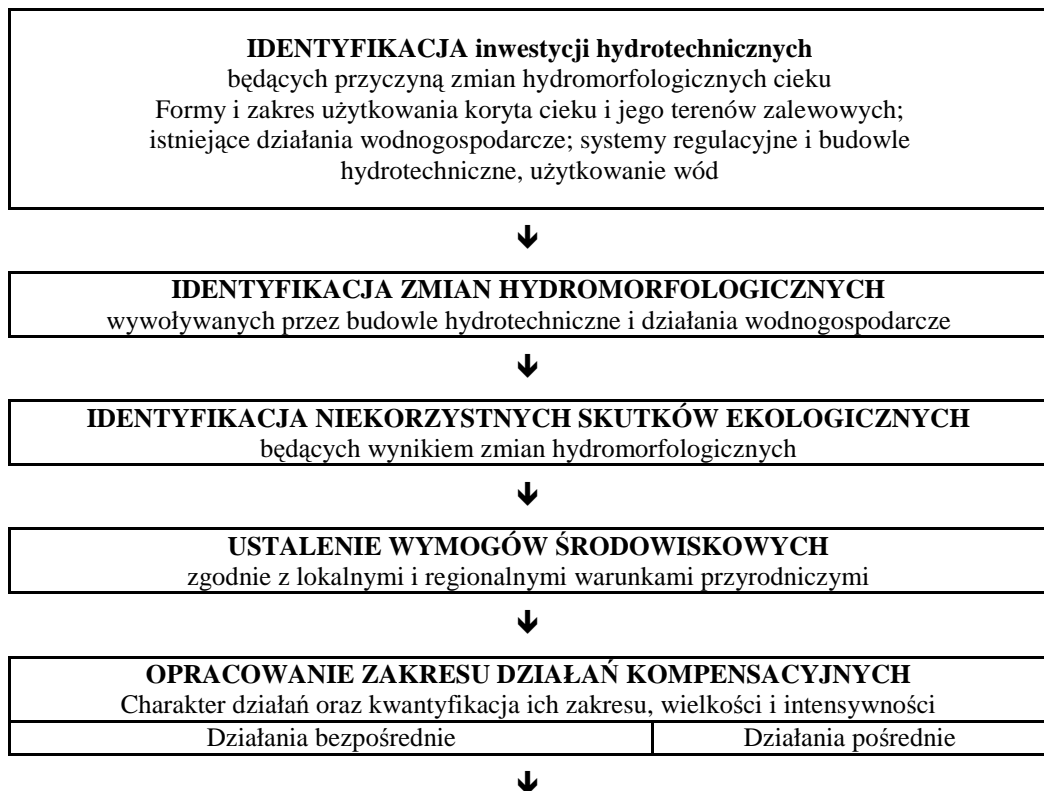 IDENTYFIKACJA inwestycji hydrotechnicznych
będących przyczyną zmian hydromorfologicznych cieku
Formy i zakres użytkowania koryta cieku i jego terenów zalewowych;
istniejące działania wodnogospodarcze; systemy regulacyjne i budowle
hydrotechniczne, użytkowanie wód
IDENTYFIKACJA ZMIAN HYDROMORFOLOGICZNYCH
wywoływanych przez budowle hydrotechniczne i działania wodnogospodarcze
IDENTYFIKACJA NIEKORZYSTNYCH SKUTKÓW EKOLOGICZNYCH
będących wynikiem zmian hydromorfologicznych
USTALENIE WYMOGÓW ŚRODOWISKOWYCH
zgodnie z lokalnymi i regionalnymi warunkami przyrodniczymi
OPRACOWANIE ZAKRESU DZIAŁAŃ KOMPENSACYJNYCH
Charakter działań oraz kwantyfikacja ich zakresu, wielkości i intensywności
Działania bezpośrednie
Działania pośrednie